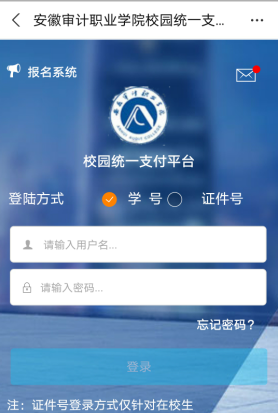 安徽审计职业学院校园统一支...
报名系统
校园统一支付平台
登陆方式 学 号 证件号
请输入用户名...
请输入密码...
忘记密码?
登录
注：证件号登录方式仅针对在校生